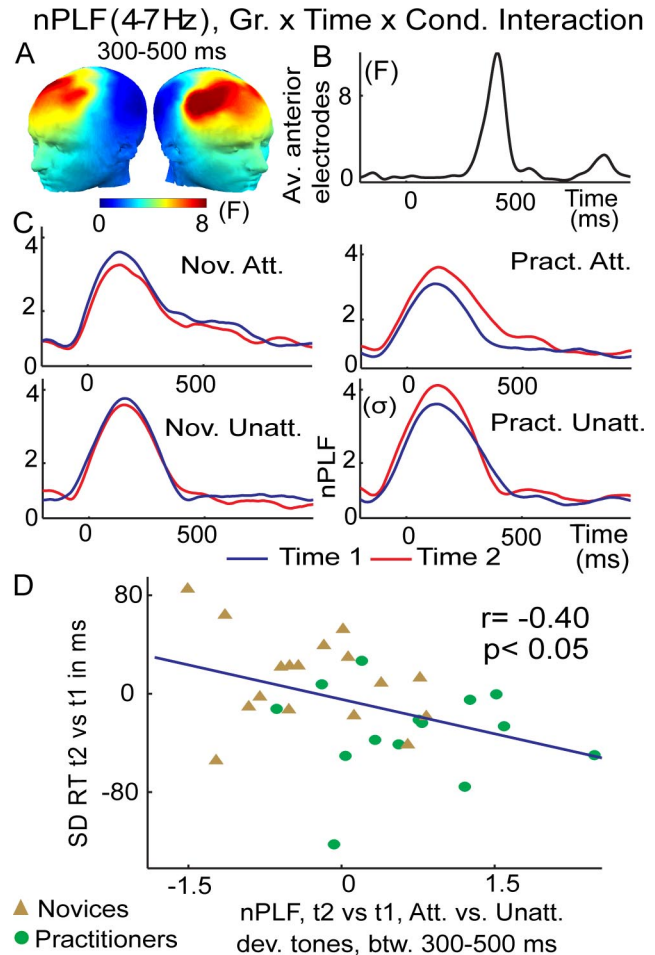 nPLF(4-7Hz), Gr. x Time x Cond. Interaction
A
300-500 ms
0
8
(F)
B
(F)
Av. anterior
electrodes
8
0
0
500
Time
(ms)
C
4
2
0
Nov. Att.
0
500
4
2
0
Pract. Att.
0
500
4
2
0
Nov. Unatt.
0
500
4
2
0
(σ)
nPLF
Pract. Unatt.
0
500
Time
(ms)
Time 1
Time 2
D
80
0
-80
SD RT t2 vs t1 in ms
r= -0.40
p< 0.05
-1.5
0
1.5
Novices
Practitioners
nPLF, t2 vs t1, Att. vs. Unatt.
dev. tones, btw. 300-500 ms